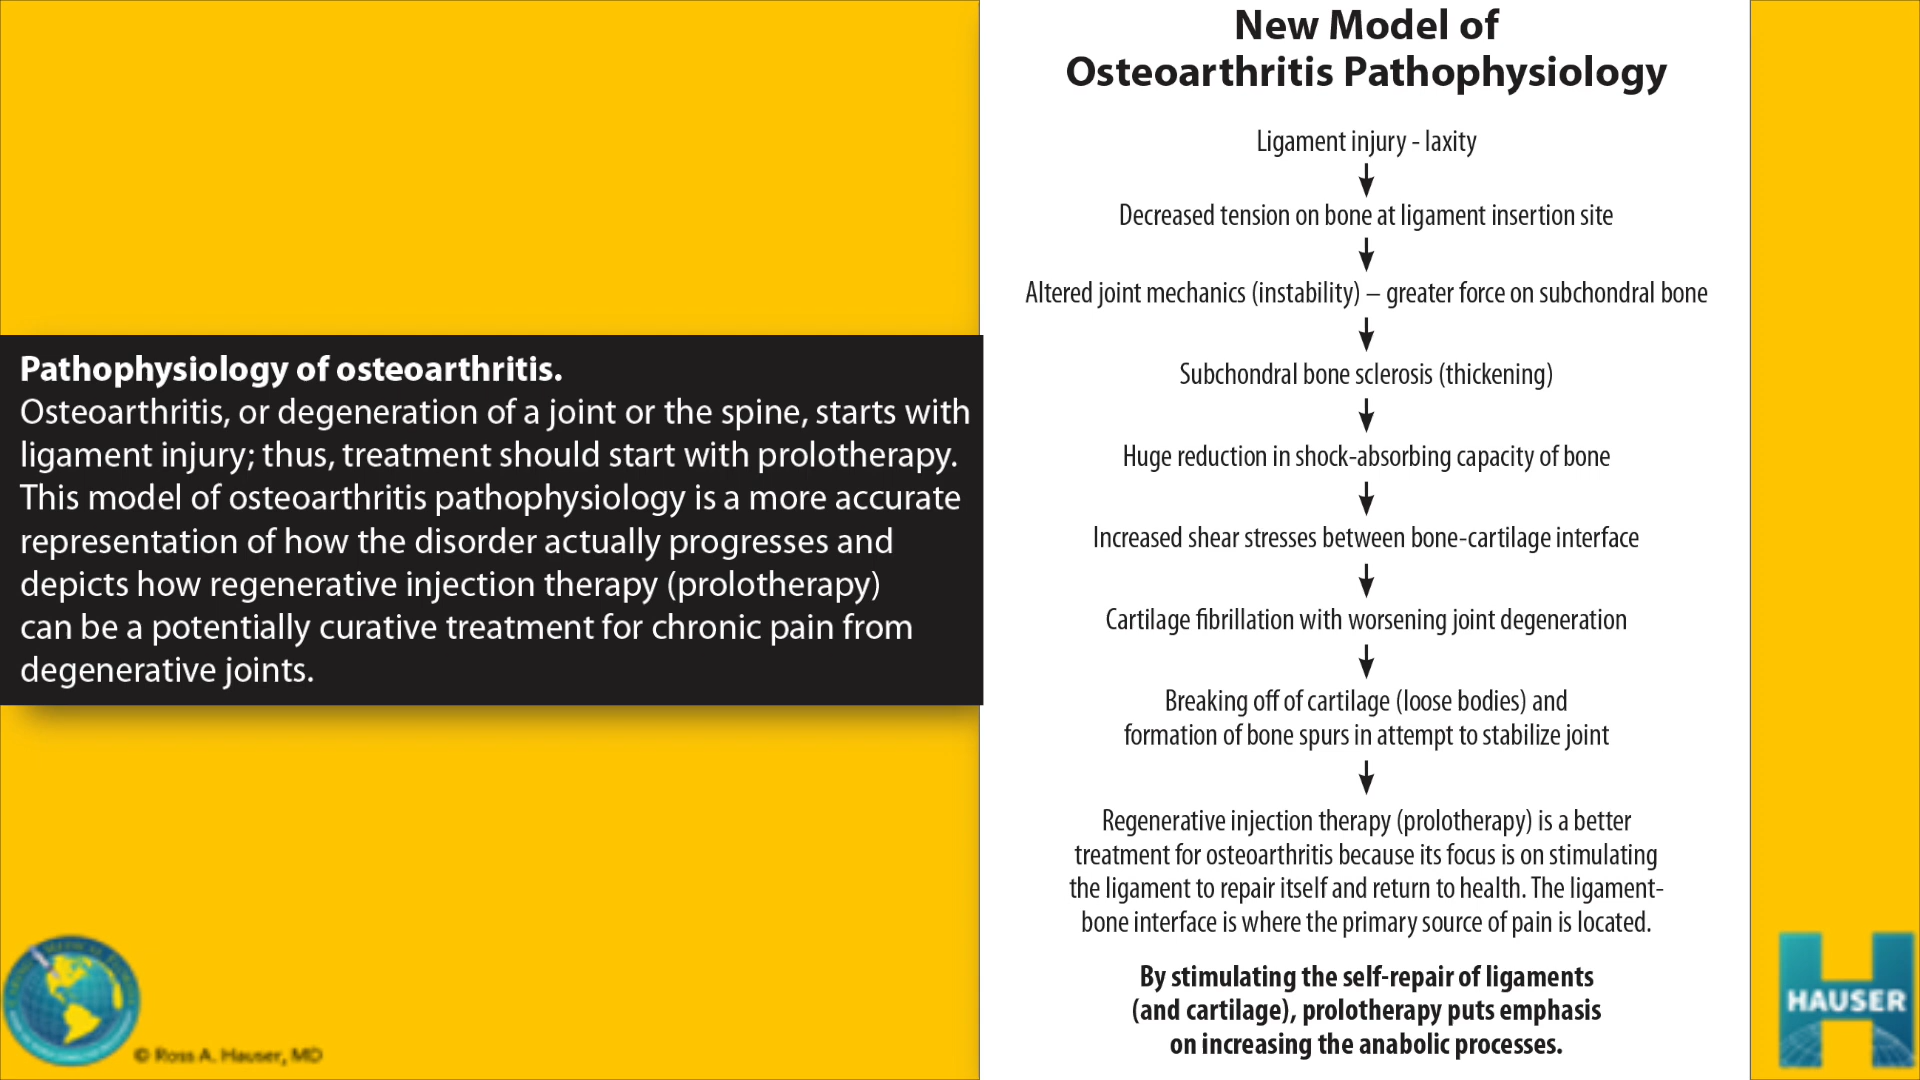 Pathophysiology of osteoarthritis.
Osteoarthritis, or degeneration of a joint or the spine, starts with
ligament injury; thus, treatment should start with prolotherapy.
This model of osteoarthritis pathophysiology is a more accurate
representation of how the disorder actually progresses and
depicts how regenerative injection therapy (prolotherapy)
can be a potentially curative treatment for chronic pain from
degenerative joints.
© Ross A. Hauser, MD
New Model of
Osteoarthritis Pathophysiology
Ligament injury - laxity
Decreased tension on bone at ligament insertion site
Altered joint mechanics (instability) – greater force on subchondral bone
Subchondral bone sclerosis (thickening)
Huge reduction in shock-absorbing capacity of bone
Increased shear stresses between bone-cartilage interface
Cartilage fibrillation with worsening joint degeneration
Breaking off of cartilage (loose bodies) and
formation of bone spurs in attempt to stabilize joint
Regenerative injection therapy (prolotherapy) is a better
treatment for osteoarthritis because its focus is on stimulating
the ligament to repair itself and return to health. The ligament-
bone interface is where the primary source of pain is located.
By stimulating the self-repair of ligaments
(and cartilage), prolotherapy puts emphasis
on increasing the anabolic processes.
HAUSER